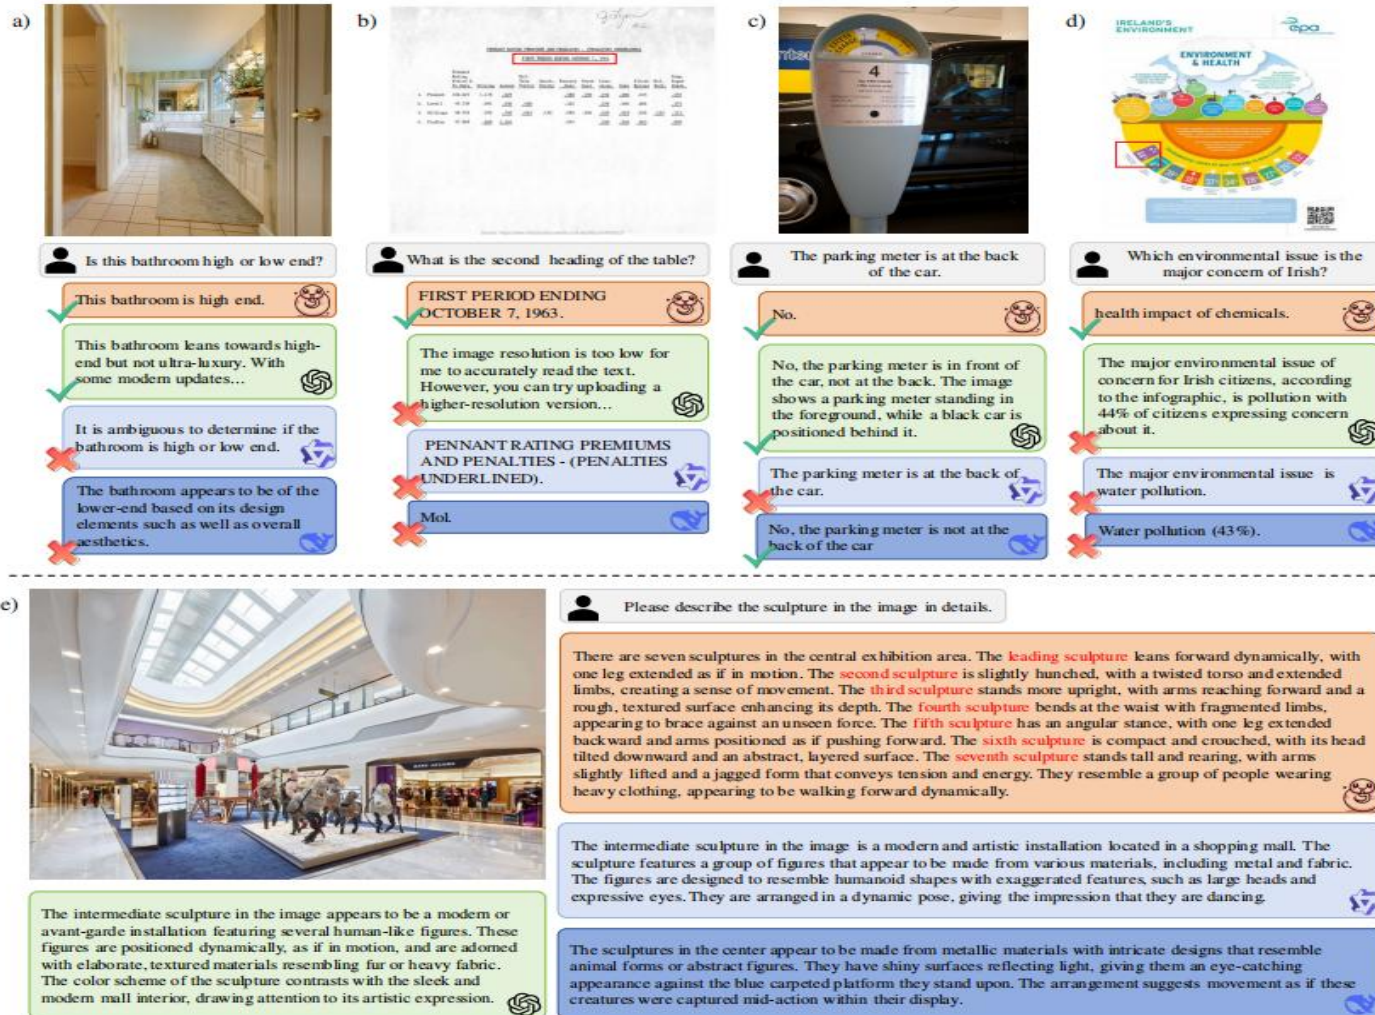 a)
b)
c)
d)
IRELAND'S
ENVIRONMENT
epa
ENVIRONMENT
& HEALTH
FIRST PERIOD ENDING OCTOBER 7, 1963
4
Is this bathroom high or low end?
This bathroom is high end.
This bathroom leans towards high-
end but not ultra-luxury. With
some modern updates...
It is ambiguous to determine if the
bathroom is high or low end.
The bathroom appears to be of the
lower-end based on its design
elements such as well as overall
aesthetics.
What is the second heading of the table?
FIRST PERIOD ENDING
OCTOBER 7, 1963.
The image resolution is too low for
me to accurately read the text.
However, you can try uploading a
higher-resolution version...
PENNANT RATING PREMIUMS
AND PENALTIES - (PENALTIES
UNDERLINED).
Mol.
The parking meter is at the back
of the car.
No.
No, the parking meter is in front of
the car, not at the back. The image
shows a parking meter standing in
the foreground, while a black car is
positioned behind it.
The parking meter is at the back of
the car.
No, the parking meter is not at the
back of the car
Which environmental issue is the
major concern of Irish?
health impact of chemicals.
The major environmental issue of
concern for Irish citizens, according
to the infographic, is pollution with
44% of citizens expressing concern
about it.
The major environmental issue is
water pollution.
Water pollution (43%).
e)
Please describe the sculpture in the image in details.
There are seven sculptures in the central exhibition area. The leading sculpture leans forward dynamically, with
one leg extended as if in motion. The second sculpture is slightly hunched, with a twisted torso and extended
limbs, creating a sense of movement. The third sculpture stands more upright, with arms reaching forward and a
rough, textured surface enhancing its depth. The fourth sculpture bends at the waist with fragmented limbs,
appearing to brace against an unseen force. The fifth sculpture has an angular stance, with one leg extended
backward and arms positioned as if pushing forward. The sixth sculpture is compact and crouched, with its head
tilted downward and an abstract, layered surface. The seventh sculpture stands tall and rearing, with arms
slightly lifted and a jagged form that conveys tension and energy. They resemble a group of people wearing
heavy clothing, appearing to be walking forward dynamically.
The intermediate sculpture in the image is a modern and artistic installation located in a shopping mall. The
sculpture features a group of figures that appear to be made from various materials, including metal and fabric.
The figures are designed to resemble humanoid shapes with exaggerated features, such as large heads and
expressive eyes. They are arranged in a dynamic pose, giving the impression that they are dancing.
The intermediate sculpture in the image appears to be a modern or
avant-garde installation featuring several human-like figures. These
figures are positioned dynamically, as if in motion, and are adorned
with elaborate, textured materials resembling fur or heavy fabric.
The color scheme of the sculpture contrasts with the sleek and
modern mall interior, drawing attention to its artistic expression.
The sculptures in the center appear to be made from metallic materials with intricate designs that resemble
animal forms or abstract figures. They have shiny surfaces reflecting light, giving them an eye-catching
appearance against the blue carpeted platform they stand upon. The arrangement suggests movement as if these
creatures were captured mid-action within their display.